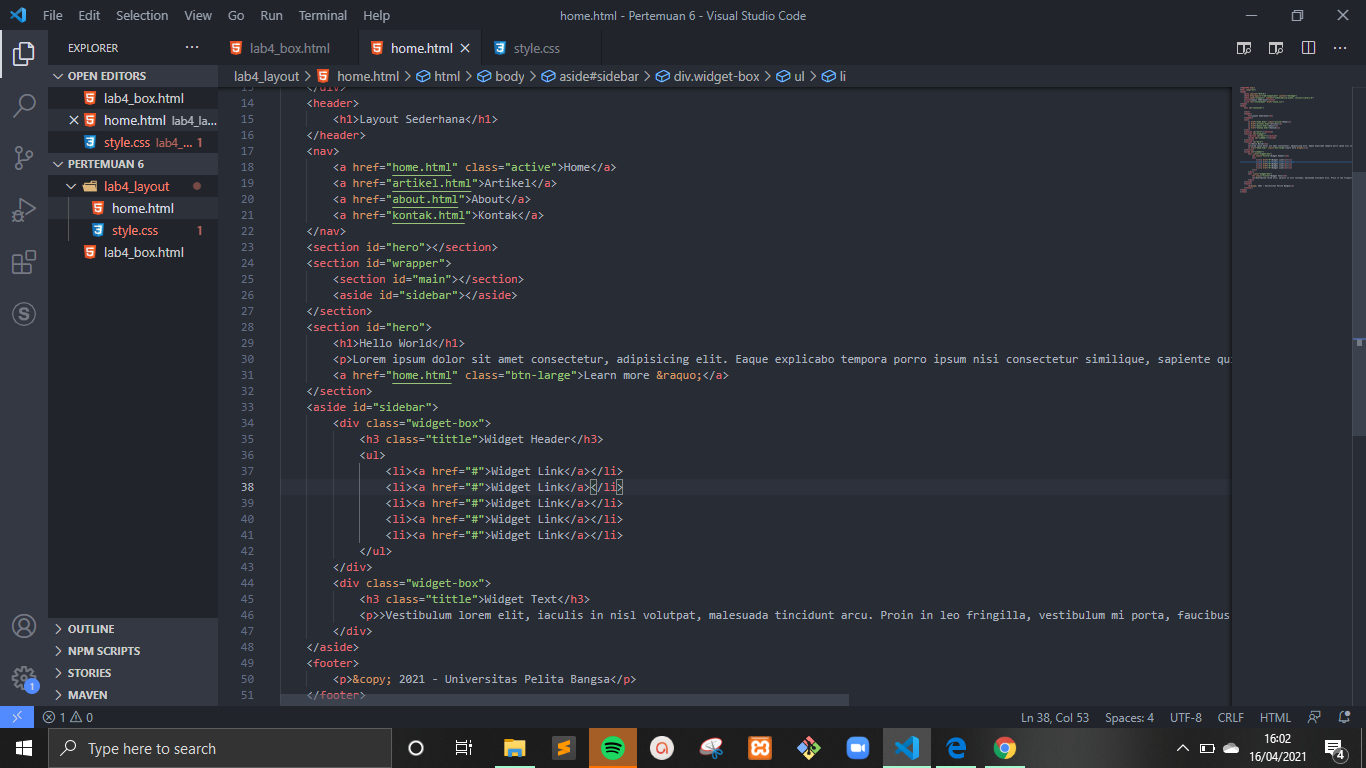 File Edit Selection View Go Run Terminal Help home.html - Pertemuan 6 - Visual Studio Code
EXPLORER
lab4_box.html home.html style.css
OPEN EDITORS
lab4_box.html
home.html lab4_la...
style.css lab4_... 1
PERTEMUAN 6
lab4_layout
home.html
style.css 1
lab4_box.html
OUTLINE
NPM SCRIPTS
STORIES
MAVEN
lab4_layout > home.html > html > body > aside#sidebar > div.widget-box > ul > li
13 </div>
14 <header>
15 <h1>Layout Sederhana</h1>
16 </header>
17 <nav>
18 <a href="home.html" class="active">Home</a>
19 <a href="artikel.html">Artikel</a>
20 <a href="about.html">About</a>
21 <a href="kontak.html">Kontak</a>
22 </nav>
23 <section id="hero"></section>
24 <section id="wrapper">
25 <section id="main"></section>
26 <aside id="sidebar"></aside>
27 </section>
28 <section id="hero">
29 <h1>Hello World</h1>
30 <p>Lorem ipsum dolor sit amet consectetur, adipisicing elit. Eaque explicabo tempora porro ipsum nisi consectetur similique, sapiente qu
31 <a href="home.html" class="btn-large">Learn more &raquo;</a>
32 </section>
33 <aside id="sidebar">
34 <div class="widget-box">
35 <h3 class="tittle">Widget Header</h3>
36 <ul>
37 <li><a href="#">Widget Link</a></li>
38 <li><a href="#">Widget Link</a></li>
39 <li><a href="#">Widget Link</a></li>
40 <li><a href="#">Widget Link</a></li>
41 <li><a href="#">Widget Link</a></li>
42 </ul>
43 </div>
44 <div class="widget-box">
45 <h3 class="tittle">Widget Text</h3>
46 <p>>Vestibulum lorem elit, iaculis in nisl volutpat, malesuada tincidunt arcu. Proin in leo fringilla, vestibulum mi porta, faucibus
47 </div>
48 </aside>
49 <footer>
50 <p>&copy; 2021 - Universitas Pelita Bangsa</p>
51 </footer>
1 0 Ln 38, Col 53 Spaces: 4 UTF-8 CRLF HTML
1
Type here to search
16:02
16/04/2021
4